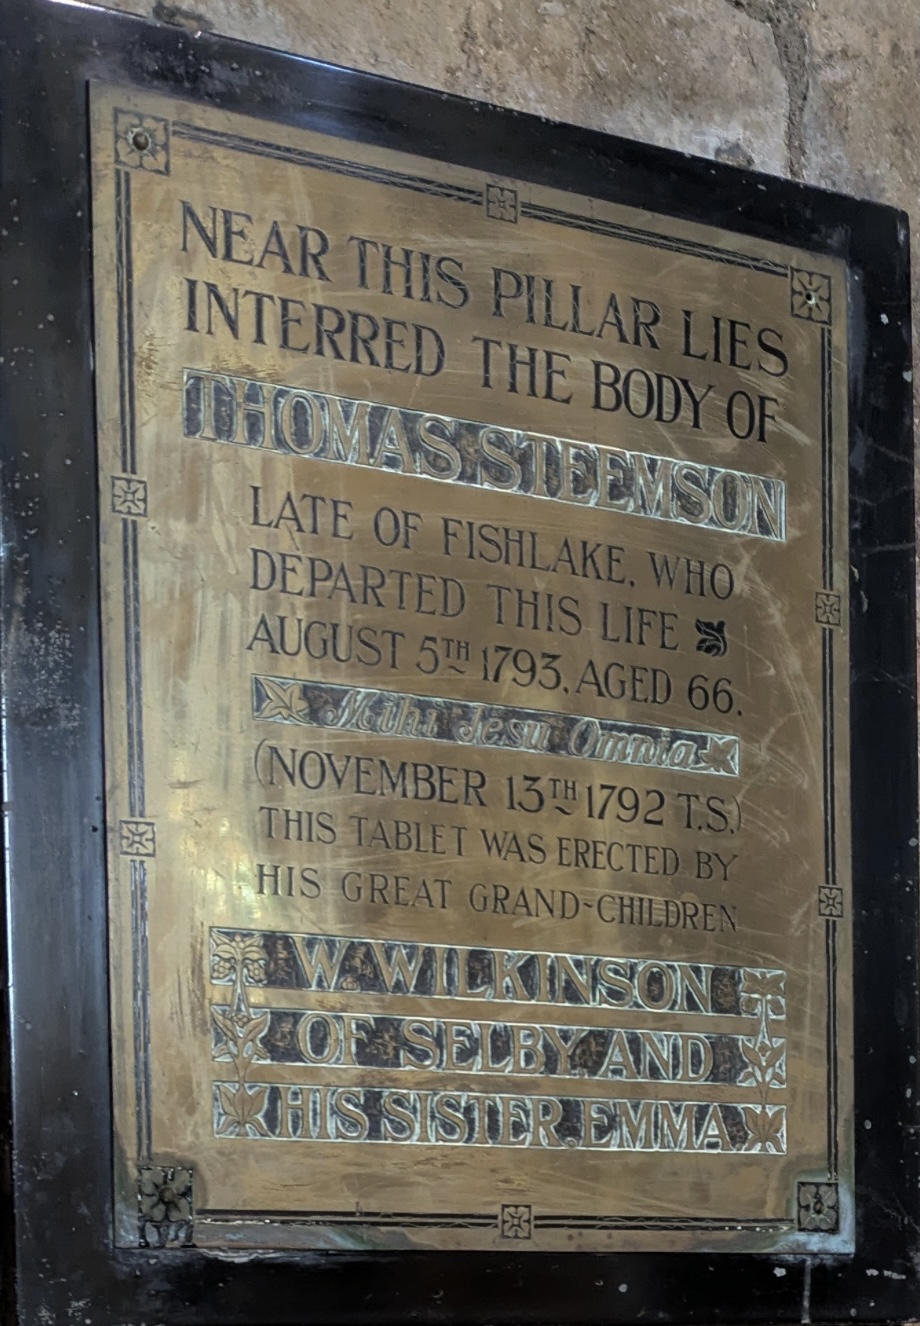 NEAR THIS PILLAR LIES
INTERRED THE BODY OF
THOMAS STEEMSON
LATE OF FISHLAKE, WHO
DEPARTED THIS LIFE
AUGUST 5TH 1793, AGED 66.
Mihi Jesu Omnia
(NOVEMBER 13TH 1792 T.S.)
THIS TABLET WAS ERECTED BY
HIS GREAT GRAND-CHILDREN
W. WILKINSON
OF SELBY AND
HIS SISTER EMMA